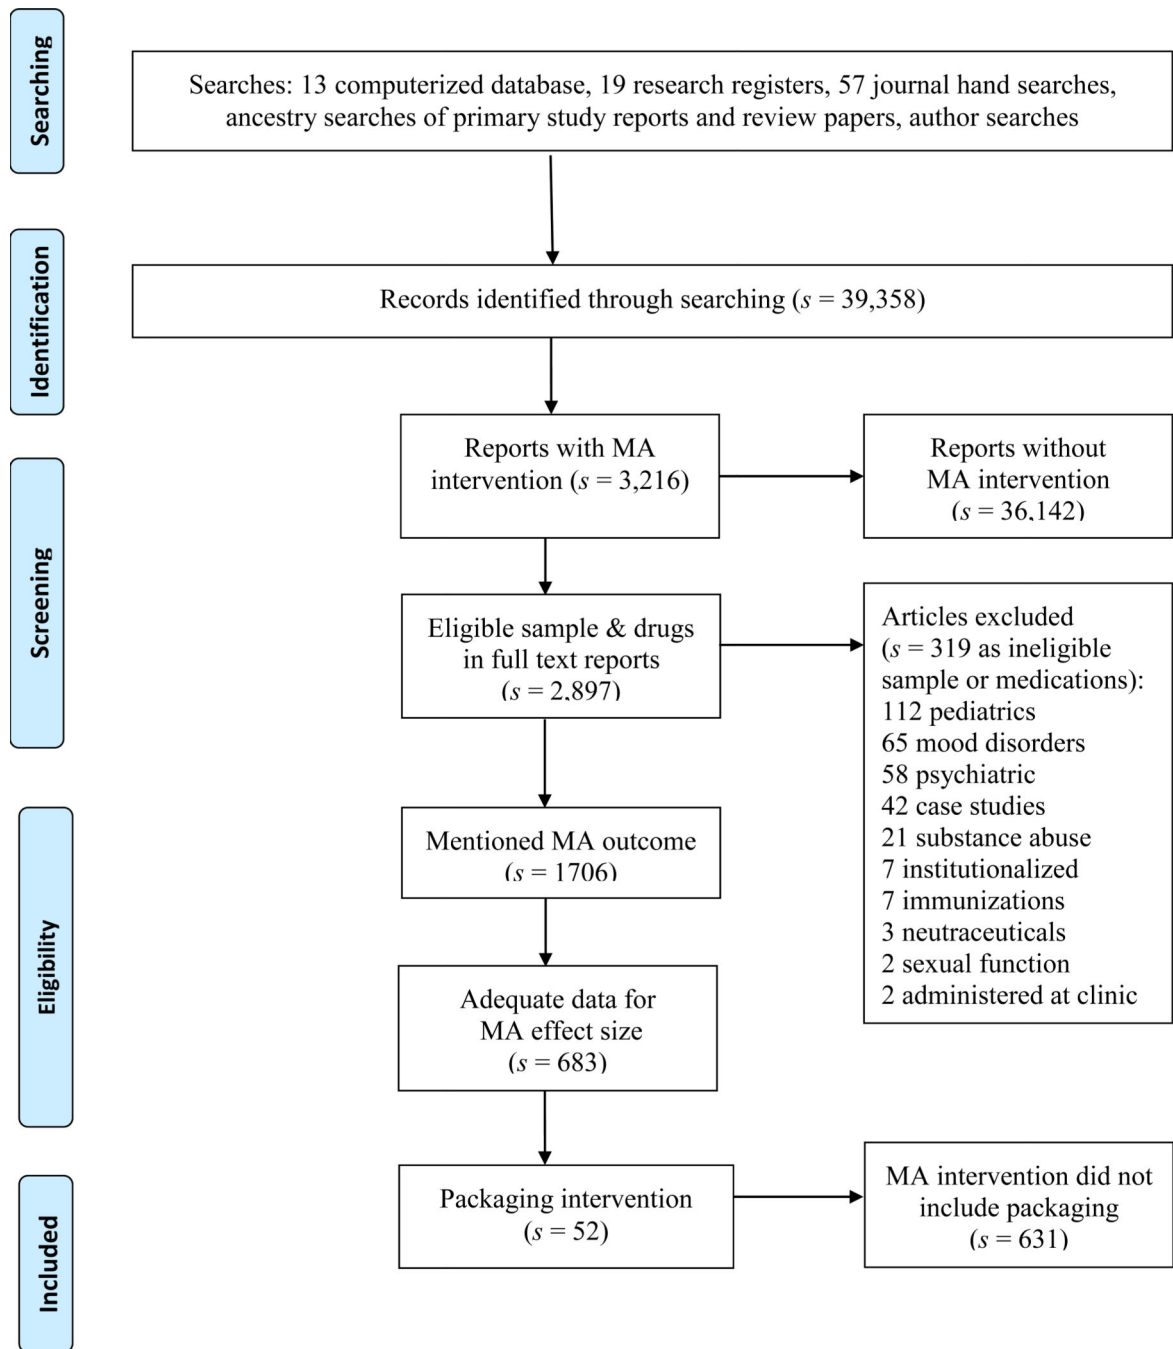 Searching
Searches: 13 computerized database, 19 research registers, 57 journal hand searches,
ancestry searches of primary study reports and review papers, author searches
Identification
Records identified through searching (s = 39,358)
Reports with MA
intervention (s = 3,216)
Reports without
MA intervention
(s = 36,142)
Screening
Eligible sample & drugs
in full text reports
(s = 2,897)
Articles excluded
(s = 319 as ineligible
sample or medications):
112 pediatrics
65 mood disorders
58 psychiatric
42 case studies
21 substance abuse
7 institutionalized
7 immunizations
3 neutraceuticals
2 sexual function
2 administered at clinic
Eligibility
Mentioned MA outcome
(s = 1706)
Adequate data for
MA effect size
(s = 683)
Included
Packaging intervention
(s = 52)
MA intervention did not
include packaging
(s = 631)